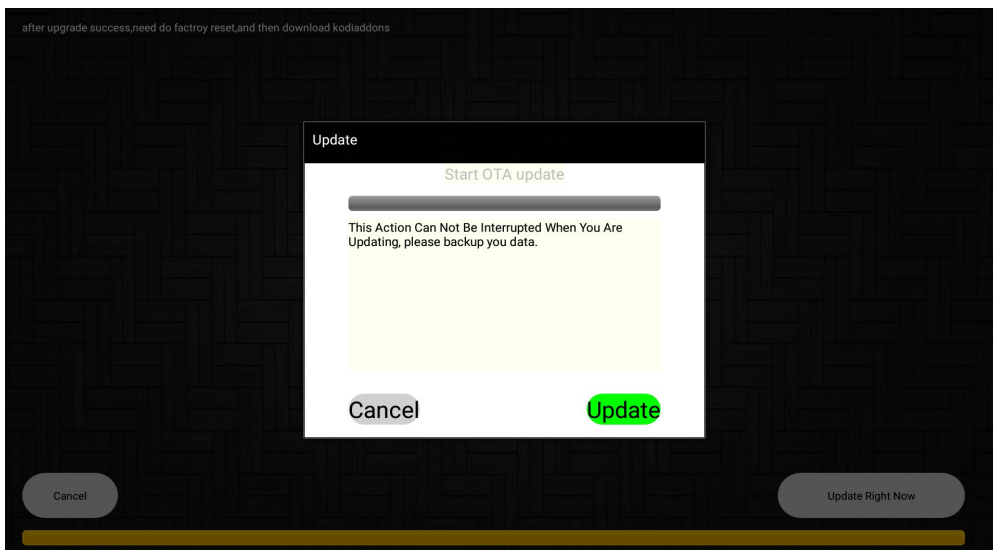 after upgrade success,need do factroy reset,and then download kodiaddons
Update
Start OTA update
This Action Can Not Be Interrupted When You Are
Updating, please backup you data.
Cancel
Update
Cancel
Update Right Now